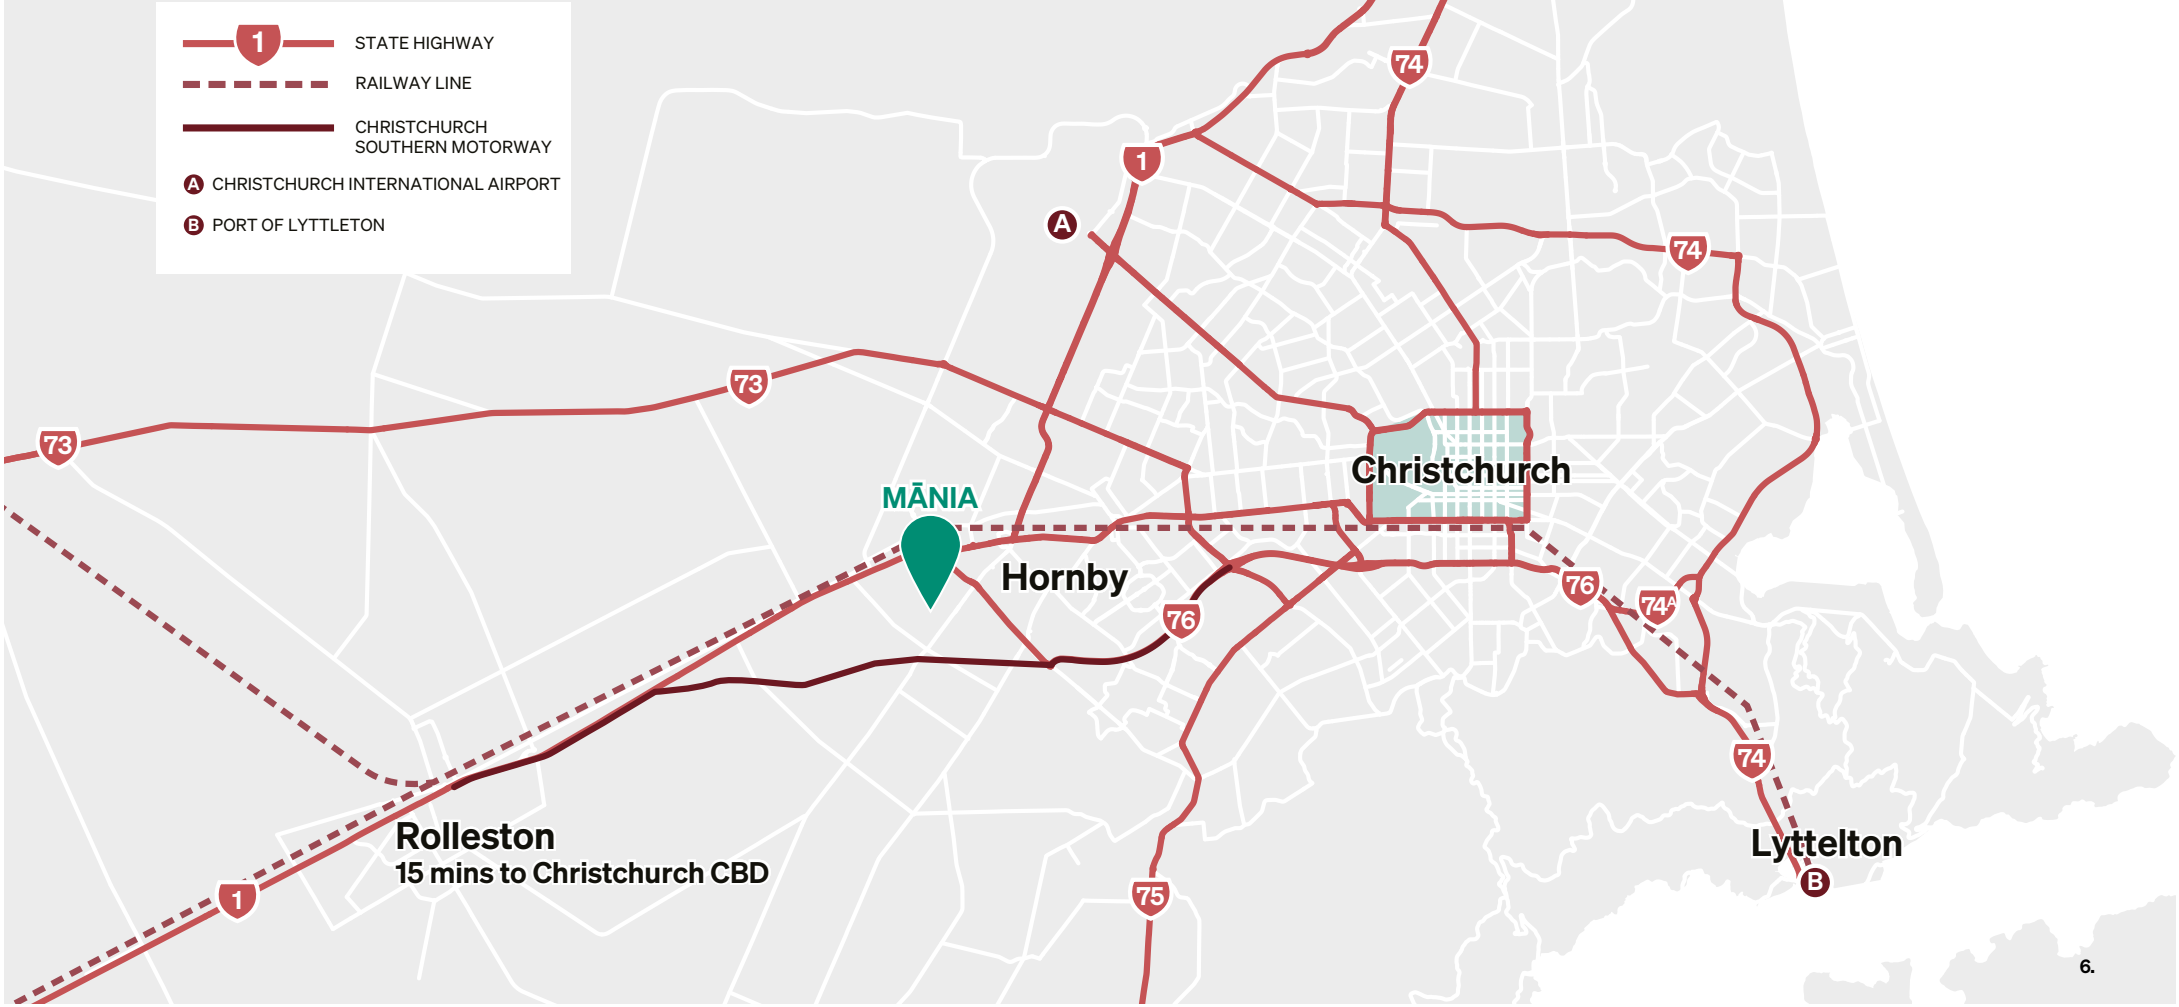 1
STATE HIGHWAY
RAILWAY LINE
CHRISTCHURCH
SOUTHERN MOTORWAY
A CHRISTCHURCH INTERNATIONAL AIRPORT
B PORT OF LYTTLETON
74
1
A
74
73
73
Christchurch
MĀNIA
Hornby
76
76
74A
74
Rolleston
15 mins to Christchurch CBD
Lyttelton
B
1
75
6.